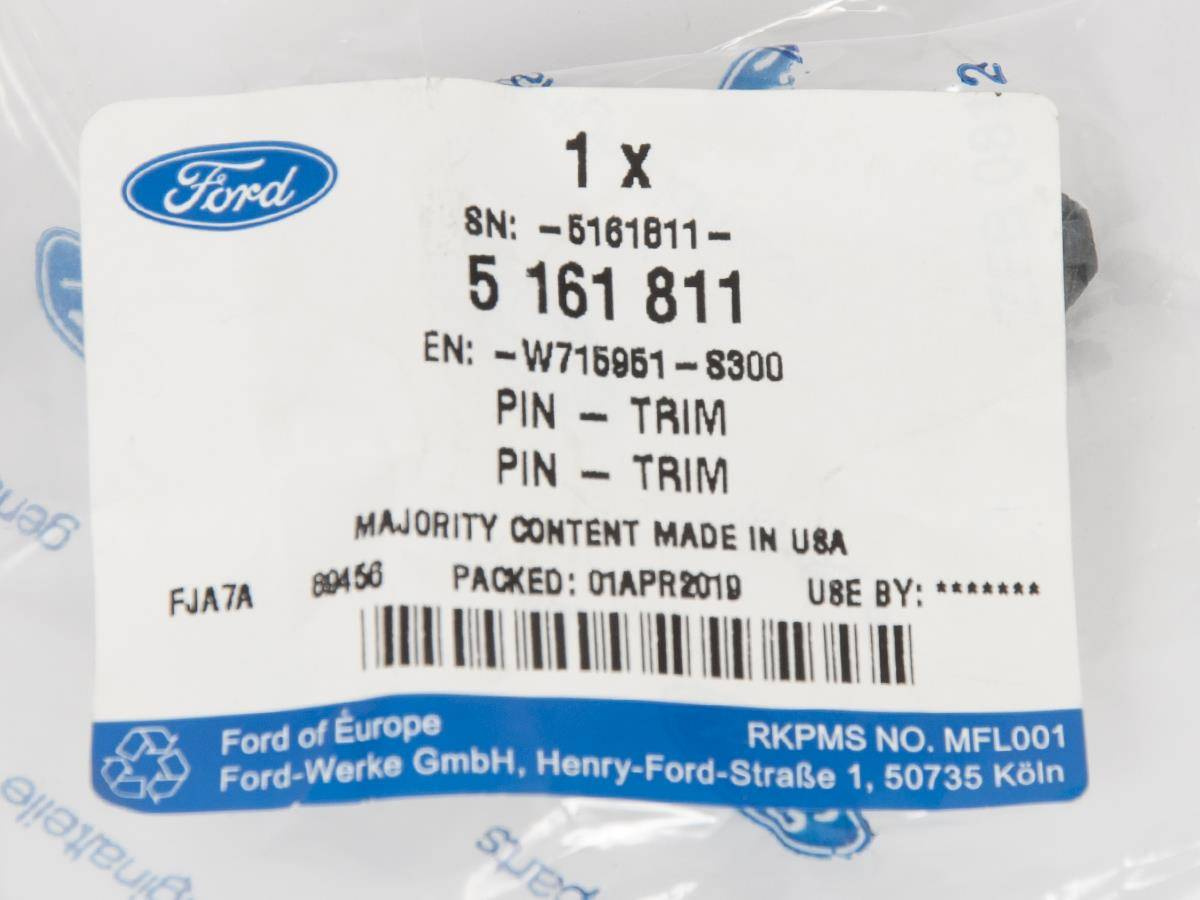 Ford
1 x
SN: -5161811-
5 161 811
EN: -W715951-S300
PIN - TRIM
PIN - TRIM
MAJORITY CONTENT MADE IN USA
FJA7A 89456 PACKED: 01APR2019 USE BY: *******
Ford of Europe RKPMS NO. MFL001
Ford-Werke GmbH, Henry-Ford-Straße 1, 50735 Köln
ginalteile
parts